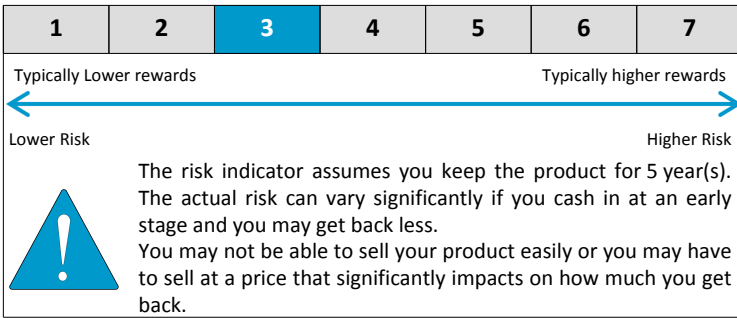 1 2 3 4 5 6 7
Typically Lower rewards Typically higher rewards
Lower Risk Higher Risk
The risk indicator assumes you keep the product for 5 year(s).
The actual risk can vary significantly if you cash in at an early
stage and you may get back less.
You may not be able to sell your product easily or you may have
to sell at a price that significantly impacts on how much you get
back.